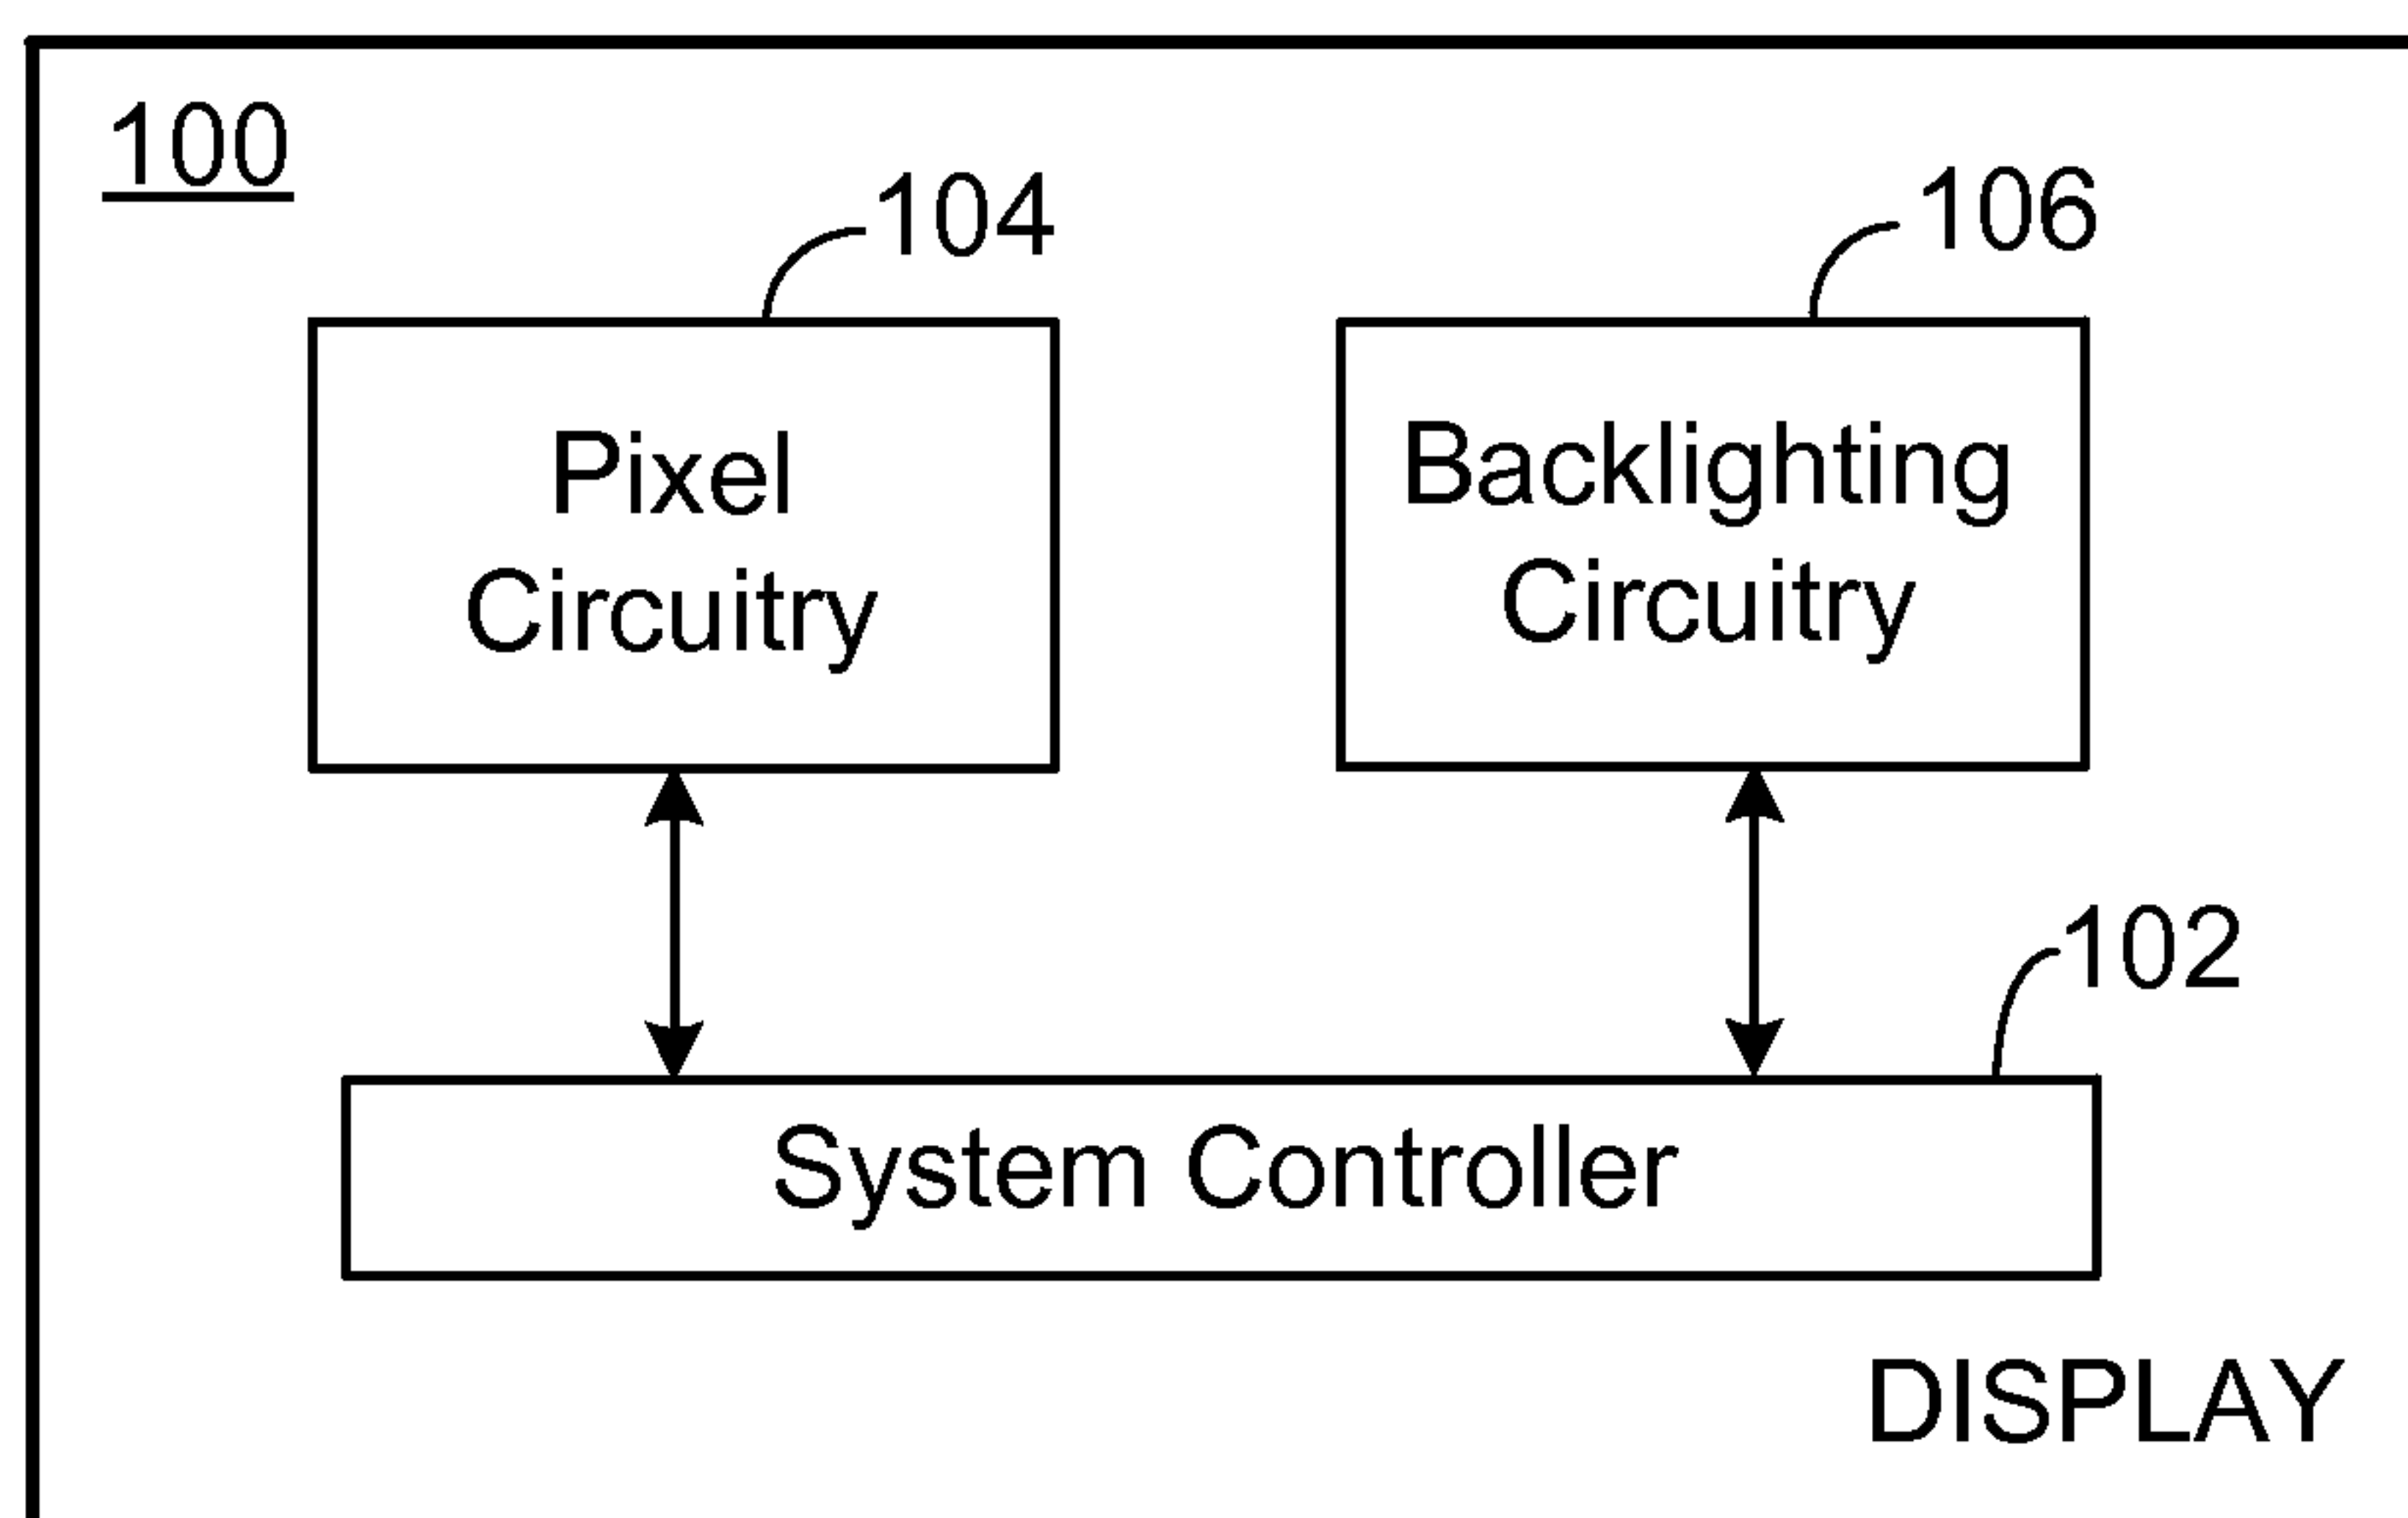 100
104
106
Pixel
Circuitry
Backlighting
Circuitry
102
System Controller
DISPLAY